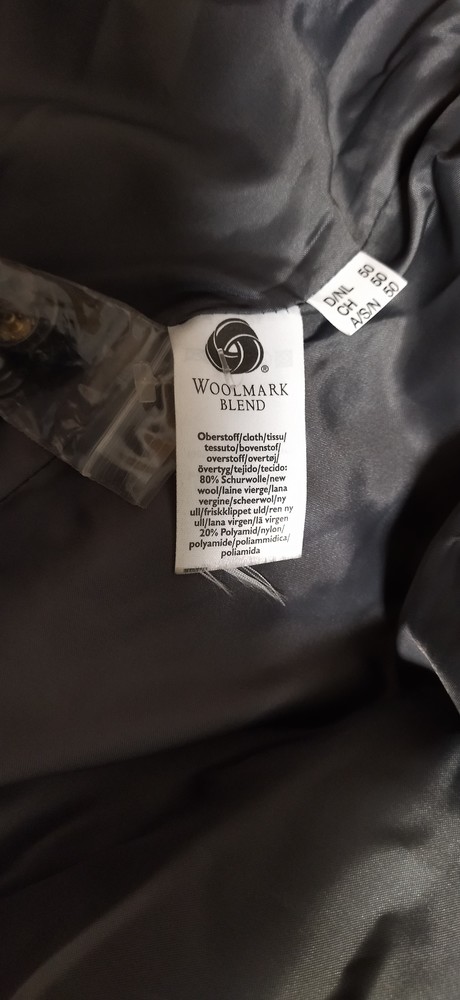 D/NL 50
CH 50
A/S/N 50
®
WOOLMARK
BLEND
Oberstoff/cloth/tissu/
tessuto/bovenstof/
overstoff/overtøj/
övertyg/tejido/tecido:
80% Schurwolle/new
wool/laine vierge/lana
vergine/scheerwol/ny
ull/friskklippet uld/ren ny
ull/lana virgen/lã virgen
20% Polyamid/nylon/
polyamide/poliammidica/
poliamida